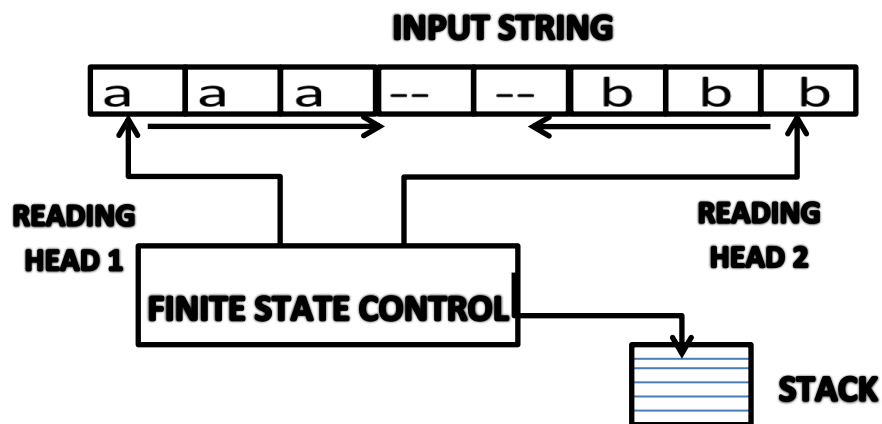 INPUT STRING
a a a -- -- b b b
READING
HEAD 1
READING
HEAD 2
FINITE STATE CONTROL
STACK